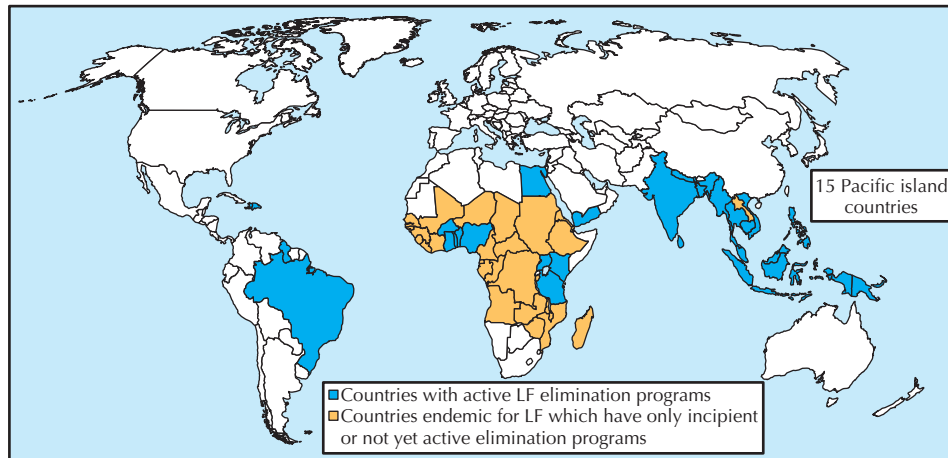 15 Pacific island
countries
Countries with active LF elimination programs
Countries endemic for LF which have only incipient
or not yet active elimination programs